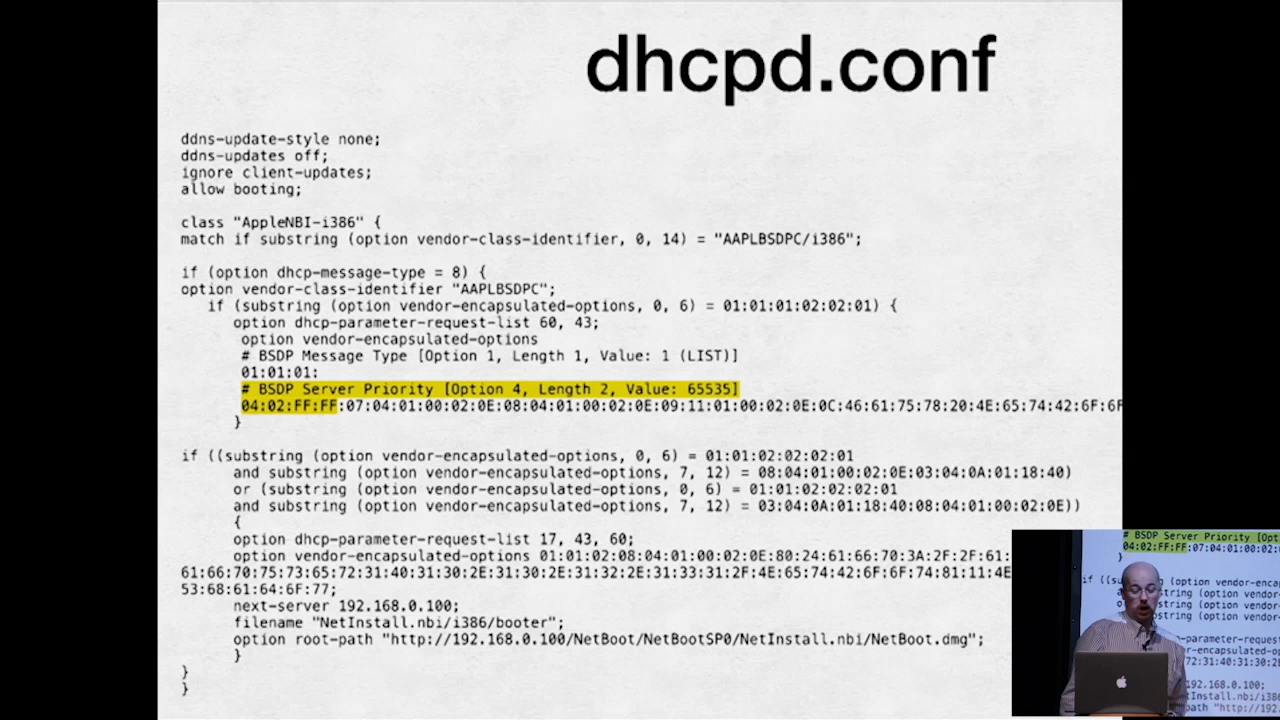 dhcpd.conf
ddns-update-style none;
ddns-updates off;
ignore client-updates;
allow booting;
class "AppleNBI-i386" {
match if substring (option vendor-class-identifier, 0, 14) = "AAPLBSDPC/i386";
if (option dhcp-message-type = 8) {
option vendor-class-identifier "AAPLBSDPC";
if (substring (option vendor-encapsulated-options, 0, 6) = 01:01:01:02:02:01) {
option dhcp-parameter-request-list 60, 43;
option vendor-encapsulated-options
# BSDP Message Type [Option 1, Length 1, Value: 1 (LIST)]
01:01:01:
# BSDP Server Priority [Option 4, Length 2, Value: 65535]
04:02:FF:FF:07:04:01:00:02:0E:08:04:01:00:02:0E:09:11:01:00:02:0E:0C:46:61:75:78:20:4E:65:74:42:6F:6F
}
if ((substring (option vendor-encapsulated-options, 0, 6) = 01:01:02:02:02:01
and substring (option vendor-encapsulated-options, 7, 12) = 08:04:01:00:02:0E:03:04:0A:01:18:40)
or (substring (option vendor-encapsulated-options, 0, 6) = 01:01:02:02:02:01
and substring (option vendor-encapsulated-options, 7, 12) = 03:04:0A:01:18:40:08:04:01:00:02:0E))
{
option dhcp-parameter-request-list 17, 43, 60;
option vendor-encapsulated-options 01:01:02:08:04:01:00:02:0E:80:24:61:66:70:3A:2F:2F:61:
61:66:70:75:73:65:72:31:40:31:30:2E:31:30:2E:31:32:2E:31:33:31:2F:4E:65:74:42:6F:6F:74:81:11:4E
53:68:61:64:6F:77;
next-server 192.168.0.100;
filename "NetInstall.nbi/i386/booter";
option root-path "http://192.168.0.100/NetBoot/NetBootSP0/NetInstall.nbi/NetBoot.dmg";
}
}
}
# BSDP Server Priority [Opt
04:02:FF:FF:07:04:01:00:02:0
}